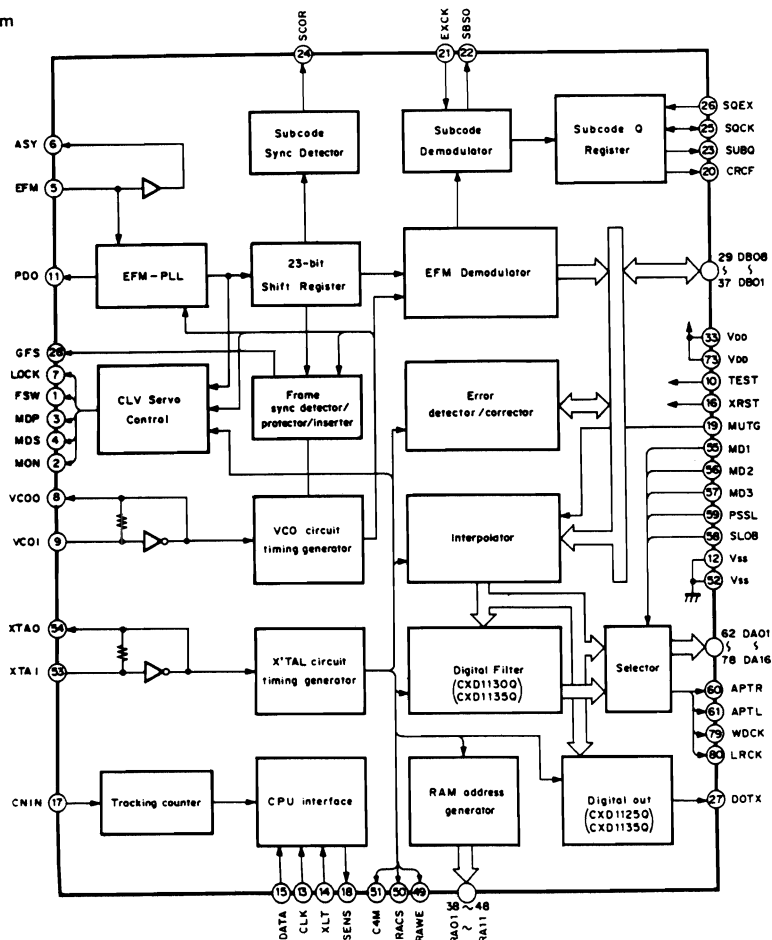 m
SCOR
24
EXCK
SBSO
21
22
ASY
6
EFM
5
Subcode
Sync Detector
Subcode
Demodulator
Subcode Q
Register
26 SQEX
25 SQCK
23 SUBQ
20 CRCF
PDO
11
EFM-PLL
23-bit
Shift Register
EFM Demodulator
29 DB08
37 DB01
GFS
28
LOCK
7
FSW
1
MDP
3
MDS
4
MON
2
CLV Servo
Control
Frame
sync detector/
protector/inserter
Error
detector/corrector
33 VDD
73 VDD
10 TEST
16 XRST
19 MUTG
55 MD1
56 MD2
57 MD3
59 PSSL
58 SLOB
12 Vss
52 Vss
VCOO
8
VCOI
9
VCO circuit
timing generator
Interpolator
XTAO
54
XTAI
53
X'TAL circuit
timing generator
Digital Filter
(CXD1130Q)
(CXD1135Q)
Selector
62 DA01
78 DA16
60 APTR
61 APTL
79 WDCK
80 LRCK
CNIN
17
Tracking counter
CPU interface
RAM address
generator
Digital out
(CXD1125Q)
(CXD1135Q)
27 DOTX
15
13
14
18
51
50
49
38 ~ 48
DATA
CLK
XLT
SENS
C4M
RACS
RAWE
RA01 ~ RA11